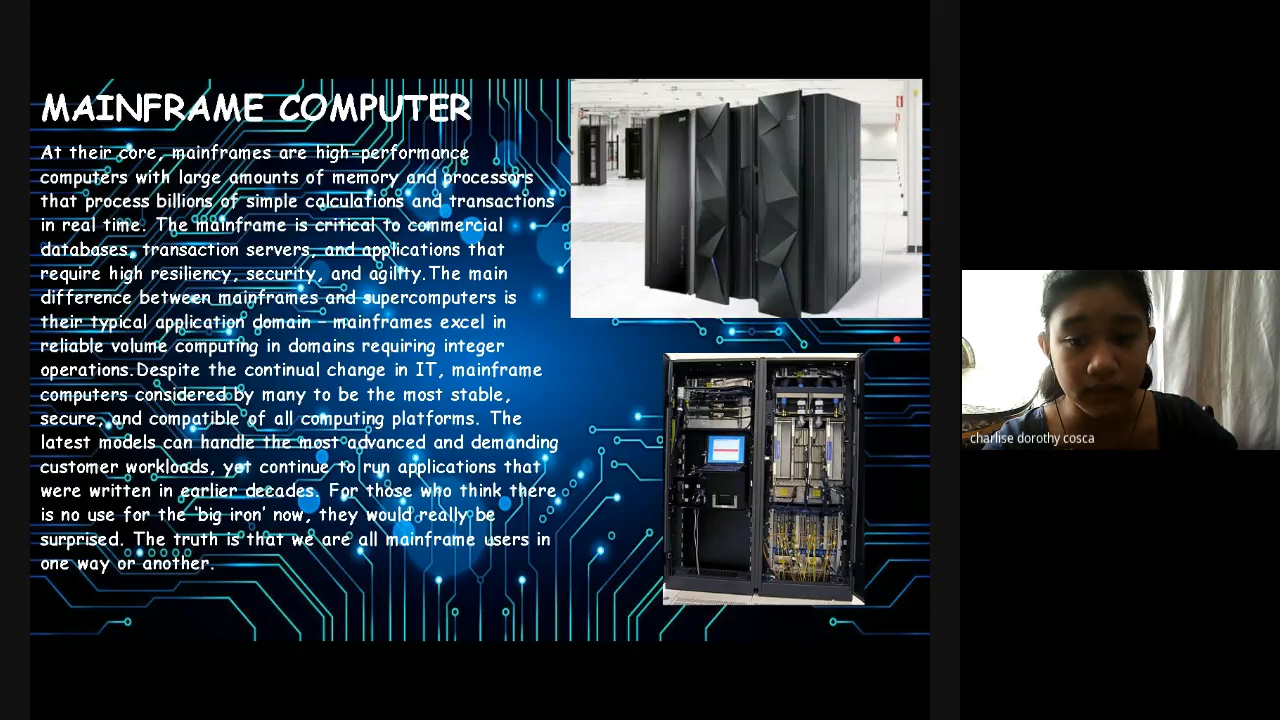 MAINFRAME COMPUTER
At their core, mainframes are high-performance
computers with large amounts of memory and processors
that process billions of simple calculations and transactions
in real time. The mainframe is critical to commercial
databases, transaction servers, and applications that
require high resiliency, security, and agility.The main
difference between mainframes and supercomputers is
their typical application domain – mainframes excel in
reliable volume computing in domains requiring integer
operations.Despite the continual change in IT, mainframe
computers considered by many to be the most stable,
secure, and compatible of all computing platforms. The
latest models can handle the most advanced and demanding
customer workloads, yet continue to run applications that
were written in earlier decades. For those who think there
is no use for the ‘big iron’ now, they would really be
surprised. The truth is that we are all mainframe users in
one way or another.
charlise dorothy cosca